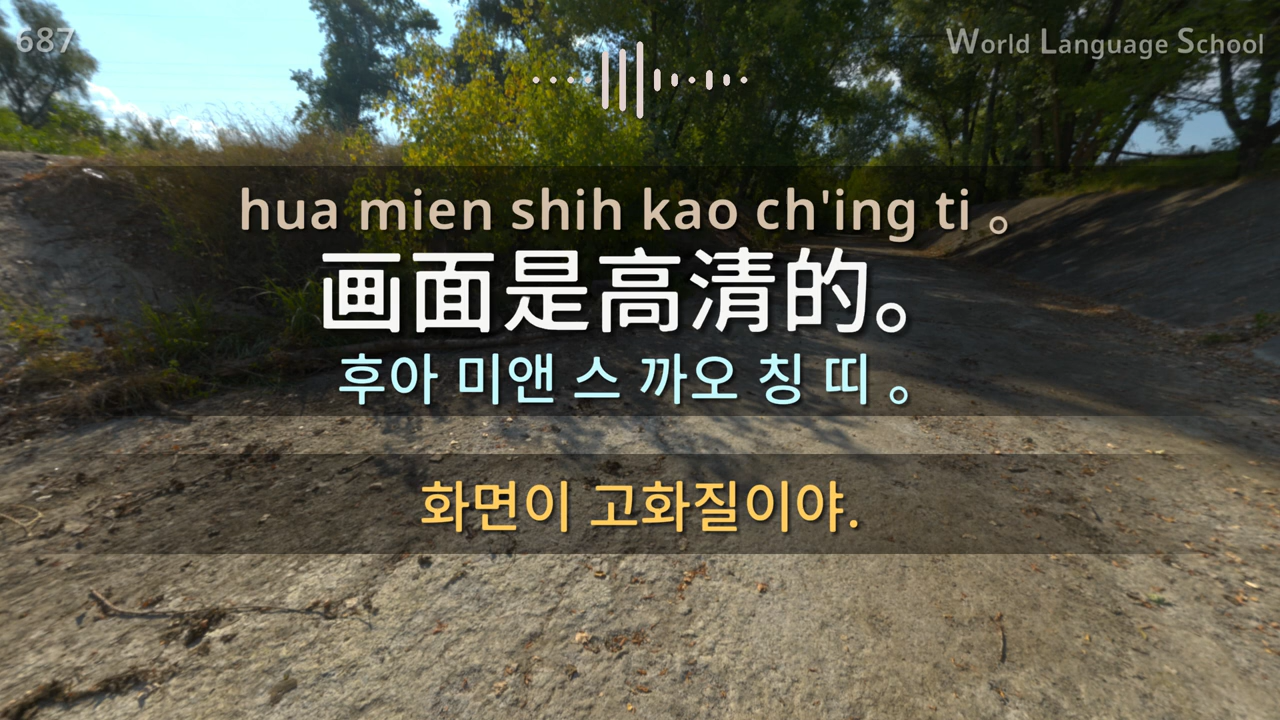 687
World Language School
hua mien shih kao ch'ing ti 。
画面是高清的。
후아 미앤 스 까오 칭 띠 。
화면이 고화질이야.